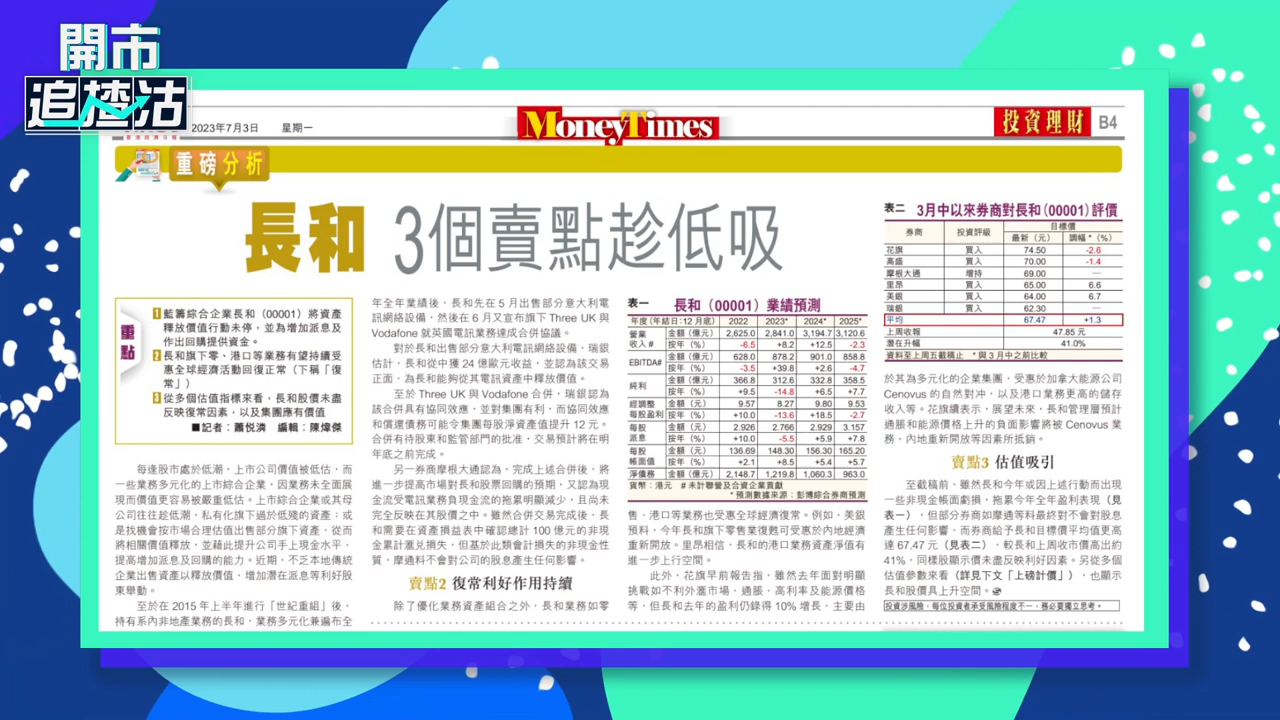 開市
追揸沽
2023年7月3日 星期一
MoneyTimes
投資理財 B4
重磅分析
長和 3個賣點趁低吸
重點
1 藍籌綜合企業長和(00001)將資產
釋放價值行動未停,並為增加派息及
作出回購提供資金。
2 長和旗下零、港口等業務有望持續受
惠全球經濟活動回復正常(下稱「復
常」)
3 從多個估值指標來看,長和股價未盡
反映復常因素,以及集團應有價值
■記者:蕭悅濱 編輯:陳煒傑
每逢股市處於低潮,上市公司價值被低估,而
一些業務多元化的上市綜合企業,因業務未全面展
現而價值更容易被嚴重低估。上市綜合企業或其母
公司往往趁低潮,私有化旗下過於低殘的資產;或
是找機會按市場合理估值出售部分旗下資產,從而
將相關價值釋放,並藉此提升公司手上現金水平,
提高增加派息及回購的能力。近期,不乏本地傳統
企業出售資產以釋放價值,增加潛在派息等利好股
東舉動。
至於在2015年上半年進行「世紀重組」後,
持有系內非地產業務的長和,業務多元化兼遍布全
年全年業績後,長和先在5月出售部分意大利電
訊網絡設備,然後在6月又宣布旗下Three UK與
Vodafone就英國電訊業務達成合併協議。
對於長和出售部分意大利電訊網絡設備,瑞銀
估計,長和從中獲24億歐元收益,並認為該交易
正面,為長和能夠從其電訊資產中釋放價值。
至於Three UK與Vodafone合併,瑞銀認為
該合併具有協同效應,並對集團有利,而協同效應
和償還債務可能令集團每股淨資產值提升12元。
合併有待股東和監管部門的批准,交易預計將在明
年底之前完成。
另一券商摩根大通認為,完成上述合併後,將
進一步提高市場對長和股票回購的預期,又認為現
金流受電訊業務負現金流的拖累明顯減少,且尚未
完全反映在其股價之中。雖然合併交易完成後,長
和需要在資產損益表中確認總計100億元的非現
金累計滙兌損失,但基於此類會計損失的非現金性
質,摩通料不會對公司的股息產生任何影響。
賣點2 復常利好作用持續
除了優化業務資產組合之外,長和業務如零
表一 長和(00001)業績預測
年度(年結日:12月底) 2022 2023* 2024* 2025*
營業收入# 金額(億元) 2,625.0 2,841.0 3,194.7 3,120.6
按年(%) -6.5 +8.2 +12.5 -2.3
EBITDA# 金額(億元) 628.0 878.2 901.0 858.8
按年(%) -3.5 +39.8 +2.6 -4.7
純利 金額(億元) 366.8 312.6 332.8 358.5
按年(%) +9.5 -14.8 +6.5 +7.7
經調整每股盈利 金額(元) 9.57 8.27 9.80 9.53
按年(%) +10.0 -13.6 +18.5 -2.7
每股派息 金額(元) 2.926 2.766 2.929 3.157
按年(%) +10.0 -5.5 +5.9 +7.8
每股帳面值 金額(元) 136.69 148.30 156.30 165.20
按年(%) +2.1 +8.5 +5.4 +5.7
淨債務 金額(億元) 2,148.7 1,219.8 1,060.3 963.0
貨幣:港元 #未計聯營及合資企業貢獻
*預測數據來源:彭博綜合券商預測
售、港口等業務也受惠全球經濟復常。例如,美銀
預料,今年長和旗下零售業復甦可受惠於內地經濟
重新開放。里昂相信,長和的港口業務資產淨值有
進一步上行空間。
此外,花旗早前報告指,雖然去年面對明顯
挑戰如不利外滙市場、通脹、高利率及能源價格
等,但長和去年的盈利仍錄得10%增長,主要由
表二 3月中以來券商對長和(00001)評價
券商 投資評級 目標價
最新(元) 調幅*(%)
花旗 買入 74.50 -2.6
高盛 買入 70.00 -1.4
摩根大通 增持 69.00 —
里昂 買入 65.00 6.6
美銀 買入 64.00 6.7
瑞銀 買入 62.30 —
平均 67.47 +1.3
上周收報 47.85元
潛在升幅 41.0%
資料至上周五截稿止 *與3月中之前比較
於其為多元化的企業集團,受惠於加拿大能源公司
Cenovus的自然對沖,以及港口業務更高的儲存
收入等。花旗續表示,展望未來,長和管理層預計
通脹和能源價格上升的負面影響將被Cenovus業
務、內地重新開放等因素所抵銷。
賣點3 估值吸引
至截稿前,雖然長和今年或因上述行動而出現
一些非現金帳面虧損,拖累今年全年盈利表現(見
表一),但部分券商如摩通等料最終對不會對股息
產生任何影響,而券商給予長和目標價平均值更高
達67.47元(見表二),較長和上周收市價高出約
41%,同樣股示價未盡反映利好因素。另從多個
估值參數來看(詳見下文「上磅計價」),也顯示
長和股價具上升空間。
投資涉風險,每位投資者承受風險程度不一,務必要獨立思考。